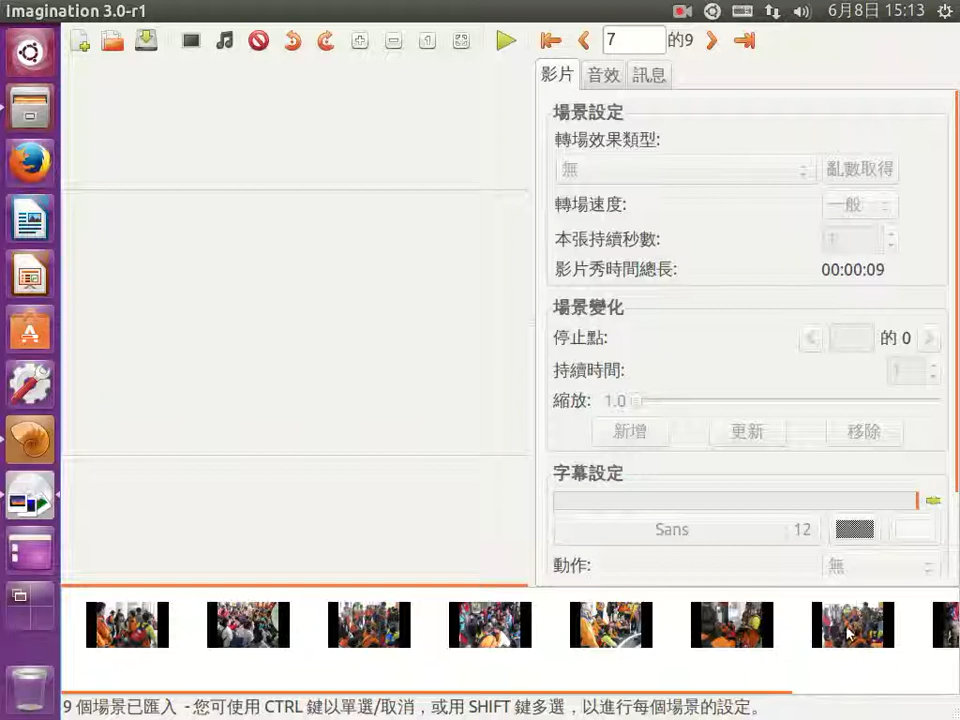 Imagination 3.0-r1
6月8日 15:13
7 的9
影片 音效 訊息
場景設定
轉場效果類型:
無 亂數取得
轉場速度: 一般
本張持續秒數: 1
影片秀時間總長: 00:00:09
場景變化
停止點: 的 0
持續時間: 1
縮放: 1.0
新增 更新 移除
字幕設定
Sans 12
動作: 無
9 個場景已匯入 - 您可使用 CTRL 鍵以單選/取消，或用 SHIFT 鍵多選，以進行每個場景的設定。